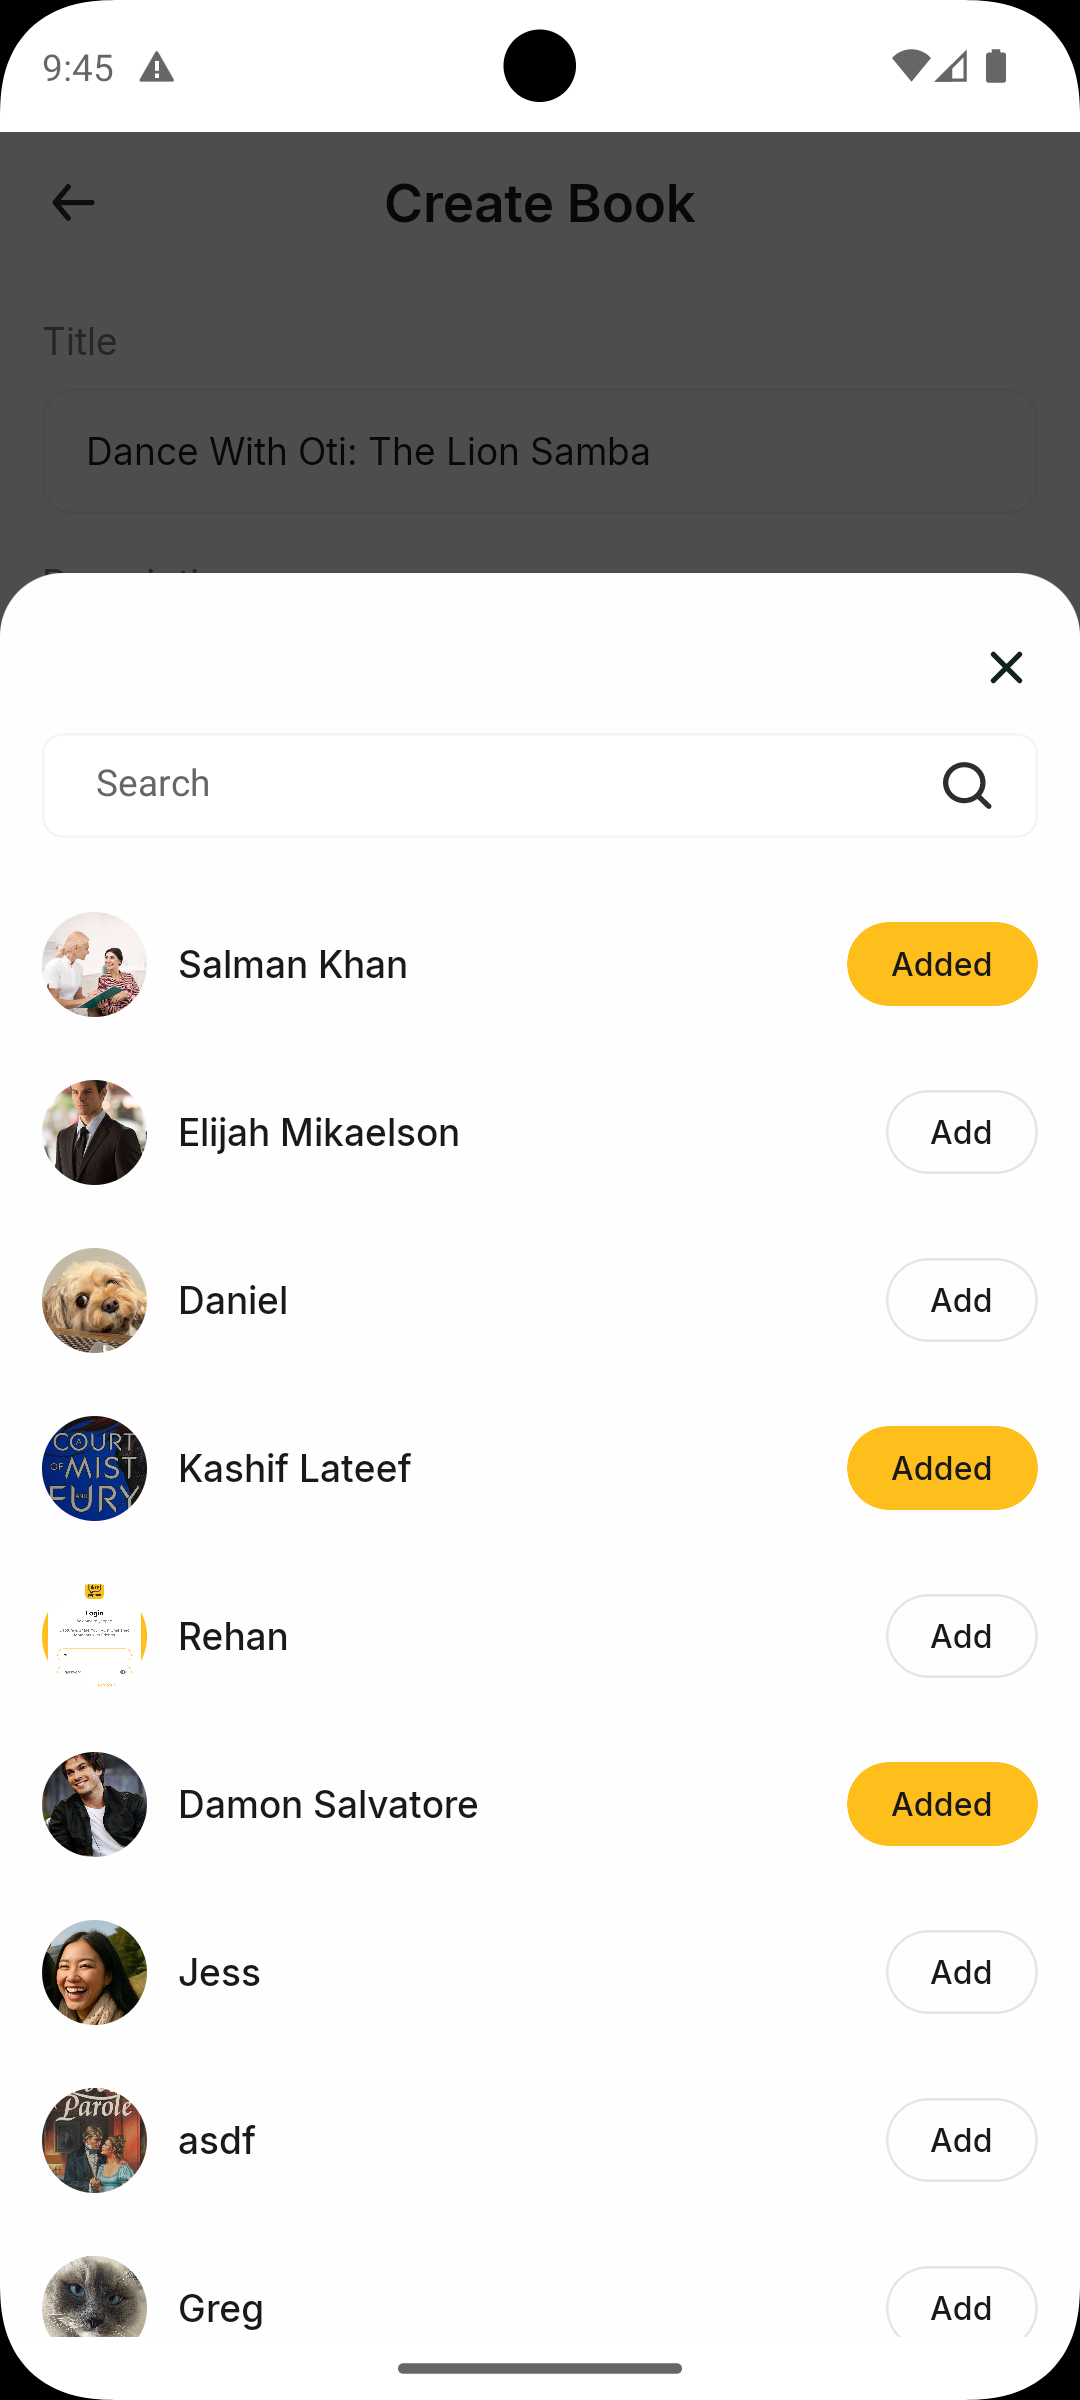 9:45
Create Book
Title
Dance With Oti: The Lion Samba
Search
Salman Khan
Added
Elijah Mikaelson
Add
Daniel
Add
COURT
OF MIST
AND
FURY
Kashif Lateef
Added
Login
Rehan
Add
Damon Salvatore
Added
Jess
Add
Parole
asdf
Add
Greg
Add